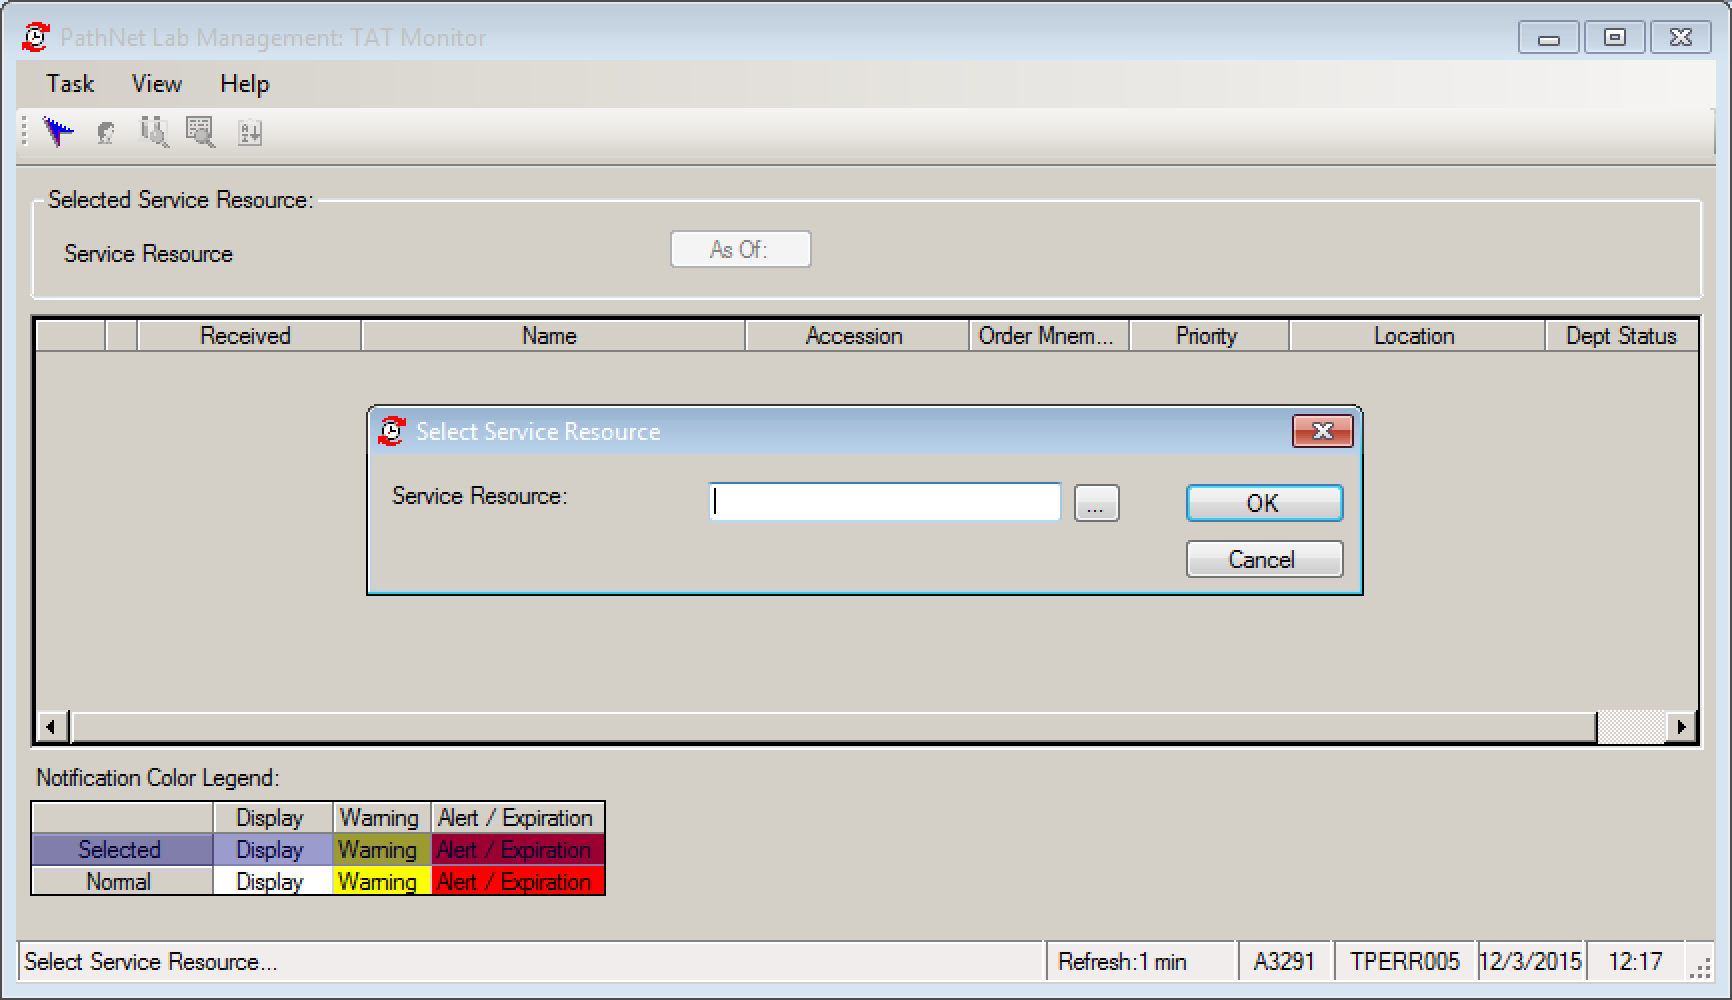 PathNet Lab Management: TAT Monitor
Task View Help
Selected Service Resource:
Service Resource As Of:
Received Name Accession Order Mnem... Priority Location Dept Status
Select Service Resource
Service Resource: ... OK
Cancel
Notification Color Legend:
Display Warning Alert / Expiration
Selected Display Warning Alert / Expiration
Normal Display Warning Alert / Expiration
Select Service Resource... Refresh:1 min A3291 TPERR005 12/3/2015 12:17